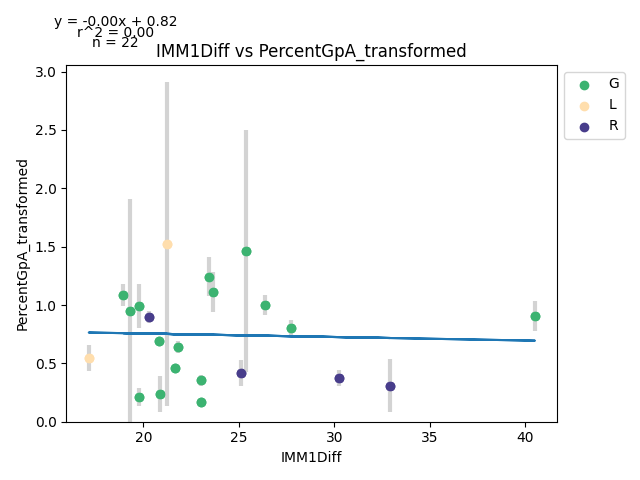 y = -0.00x + 0.82
r^2 = 0.00
n = 22
IMM1Diff vs PercentGpA_transformed
G
L
R
PercentGpA_transformed
3.0
2.5
2.0
1.5
1.0
0.5
0.0
20
25
30
35
40
IMM1Diff